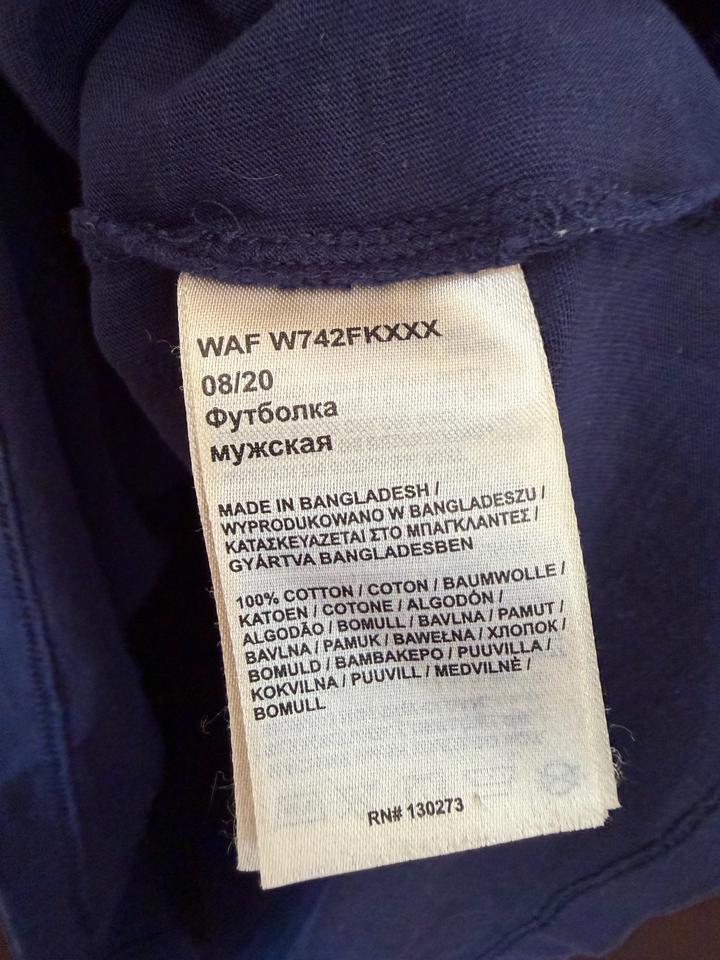 WAF W742FKXXX
08/20
Футболка
мужская
MADE IN BANGLADESH /
WYPRODUKOWANO W BANGLADESZU /
ΚΑΤΑΣΚΕΥΑΖΕΤΑΙ ΣΤΟ ΜΠΑΓΚΛΑΝΤΕΣ /
GYÁRTVA BANGLADESBEN
100% COTTON / COTON / BAUMWOLLE /
KATOEN / COTONE / ALGODÓN /
ALGODÃO / BOMULL / BAVLNA / PAMUT /
BAVLNA / PAMUK / BAWEŁNA / ХЛОПОК /
BOMULD / ΒΑΜΒΑΚΕΡΟ / PUUVILLA /
KOKVILNA / PUUVILL / MEDVILNĖ /
BOMULL
RN# 130273